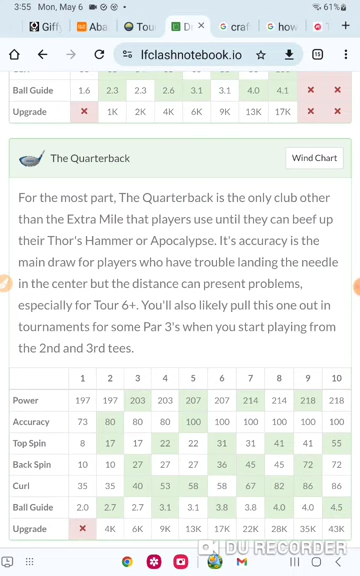 3:55 Mon, May 6 61%
Giffy Aba Tour D craf how
lfclashnotebook.io 15
Ball Guide 1.6 2.3 2.3 2.6 3.1 3.1 4.0 4.1
Upgrade 1K 2K 4K 6K 9K 13K 17K
The Quarterback Wind Chart
For the most part, The Quarterback is the only club other
than the Extra Mile that players use until they can beef up
their Thor's Hammer or Apocalypse. It's accuracy is the
main draw for players who have trouble landing the needle
in the center but the distance can present problems,
especially for Tour 6+. You'll also likely pull this one out in
tournaments for some Par 3's when you start playing from
the 2nd and 3rd tees.
1 2 3 4 5 6 7 8 9 10
Power 197 197 203 203 207 207 214 214 218 218
Accuracy 73 80 80 80 100 100 100 100 100 100
Top Spin 8 17 17 22 22 31 31 41 41 55
Back Spin 10 10 27 27 27 36 45 45 72 72
Curl 35 35 40 53 58 58 67 82 86 86
Ball Guide 2.0 2.7 2.7 3.1 3.1 3.8 3.8 4.0 4.0 4.5
Upgrade 4K 6K 9K 13K 17K 22K 28K 35K 43K
DU RECORDER